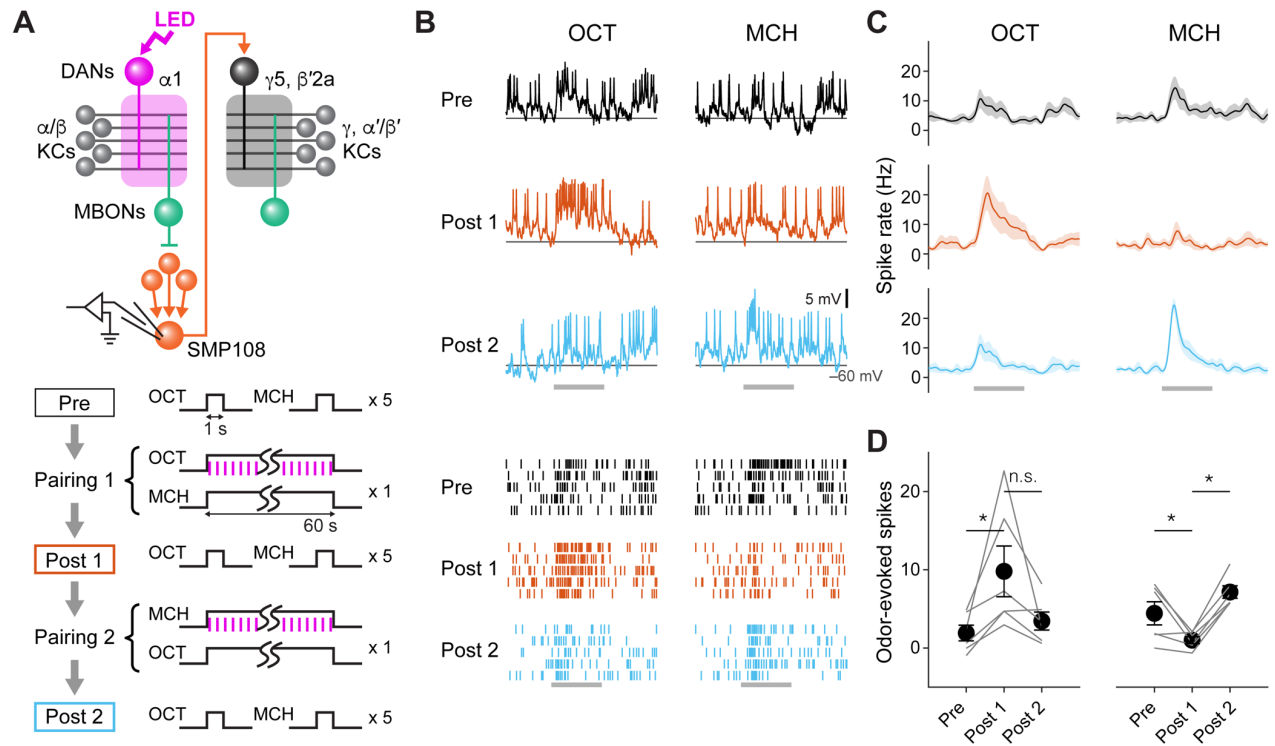 A
LED
DANs
α1
γ5, β′2a
α/β
KCs
γ, α′/β′
KCs
MBONs
SMP108
Pre
OCT
MCH
x 5
1 s
Pairing 1
OCT
MCH
x 1
60 s
Post 1
OCT
MCH
x 5
Pairing 2
MCH
OCT
x 1
Post 2
OCT
MCH
x 5
B
OCT
MCH
Pre
Post 1
Post 2
5 mV
−60 mV
Pre
Post 1
Post 2
C
OCT
MCH
Spike rate (Hz)
20
10
0
20
10
0
20
10
0
D
Odor-evoked spikes
20
10
0
*
n.s.
*
*
Pre
Post 1
Post 2
Pre
Post 1
Post 2